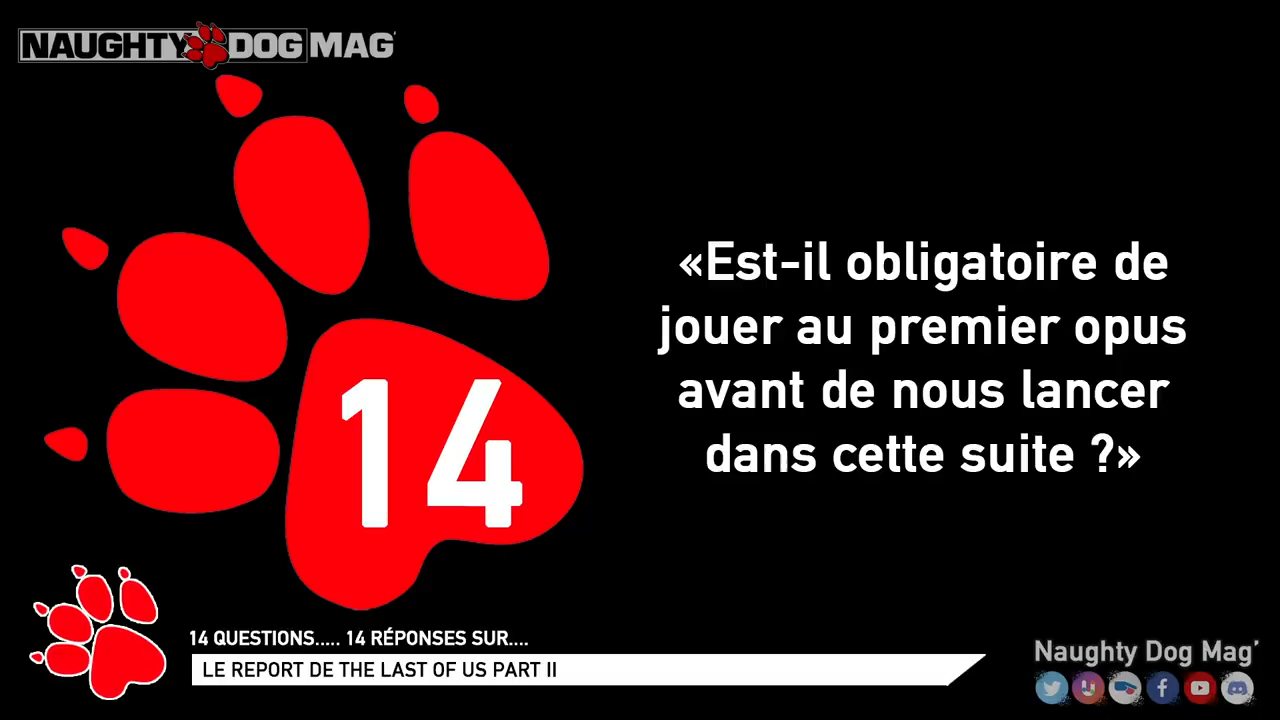 NAUGHTY DOG MAG'
«Est-il obligatoire de
jouer au premier opus
avant de nous lancer
dans cette suite ?»
14
14 QUESTIONS..... 14 RÉPONSES SUR....
LE REPORT DE THE LAST OF US PART II
Naughty Dog Mag'